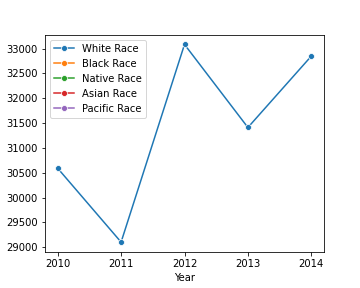 33000
32500
32000
31500
31000
30500
30000
29500
29000
White Race
Black Race
Native Race
Asian Race
Pacific Race
2010 2011 2012 2013 2014
Year